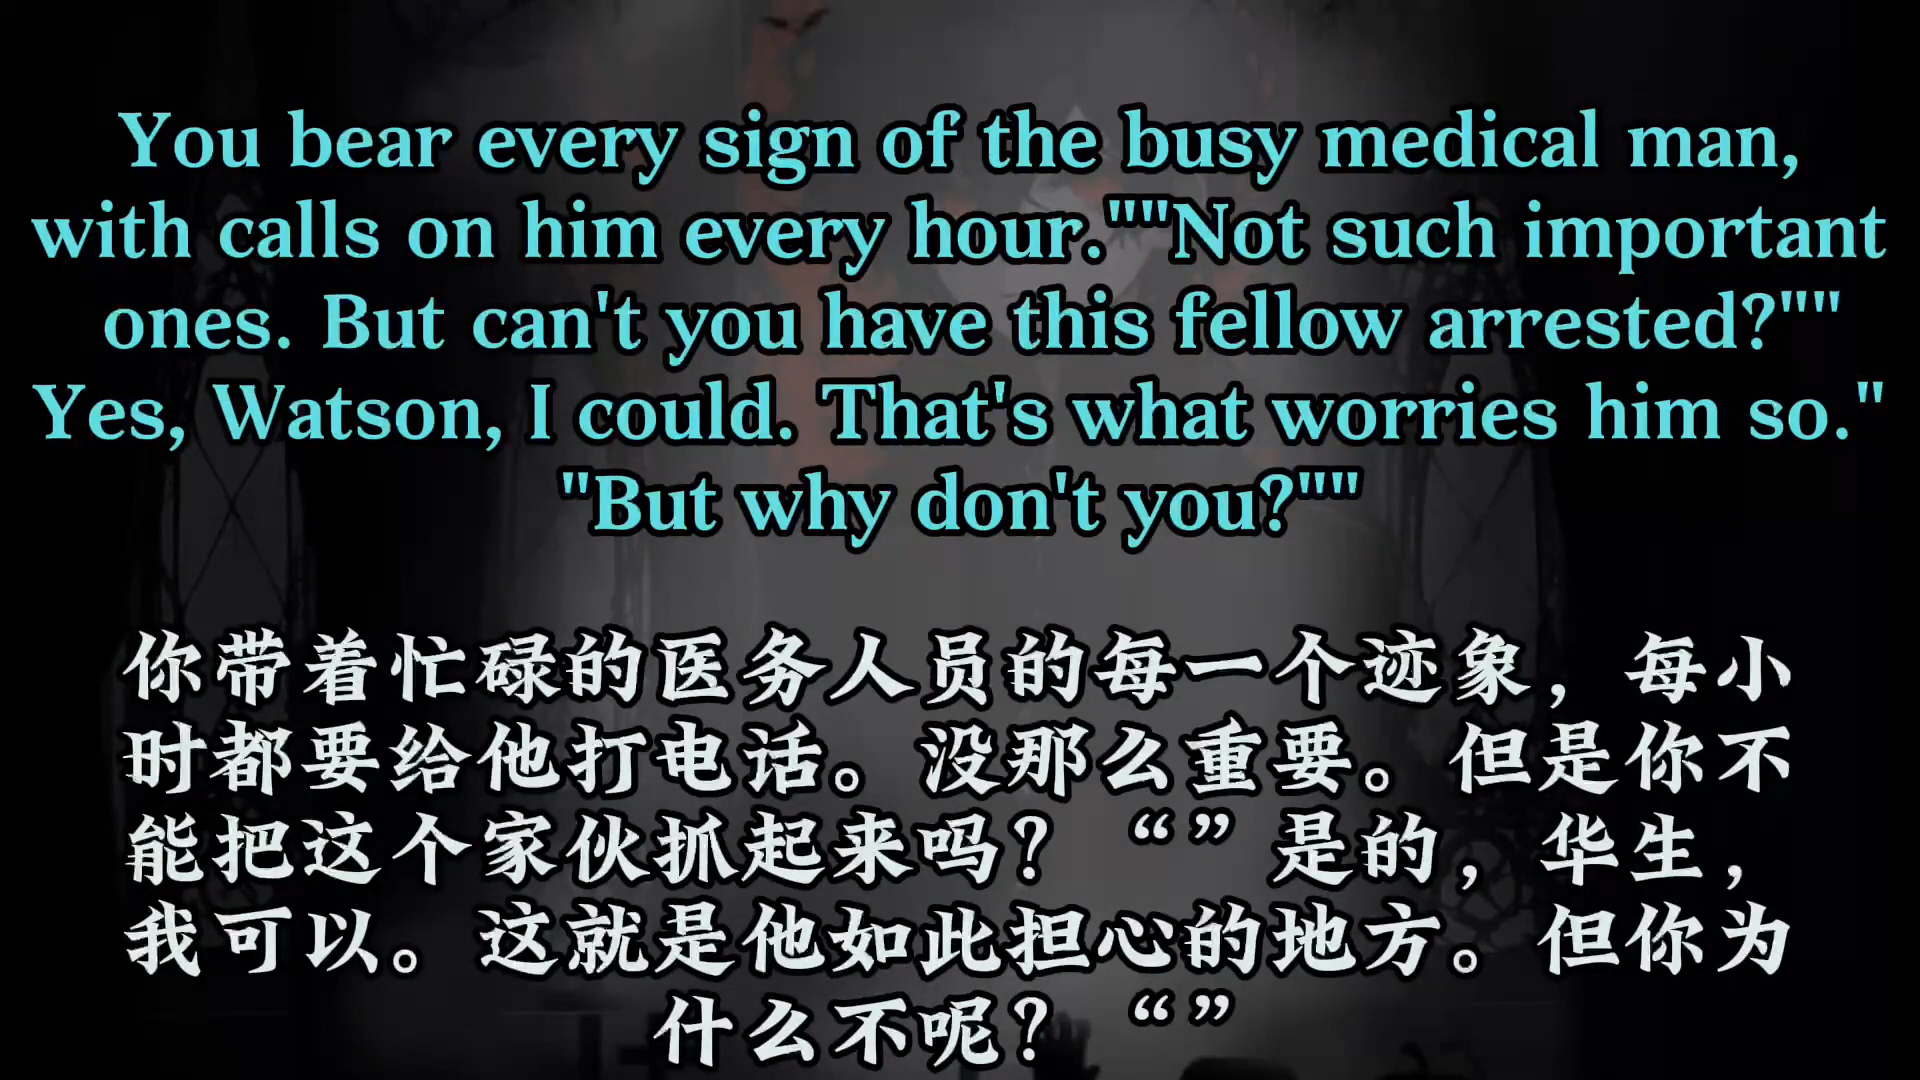 You bear every sign of the busy medical man,
with calls on him every hour.""Not such important
ones. But can't you have this fellow arrested?""
Yes, Watson, I could. That's what worries him so."
"But why don't you?""
你带着忙碌的医务人员的每一个迹象，每小
时都要给他打电话。没那么重要。但是你不
能把这个家伙抓起来吗？“”是的，华生，
我可以。这就是他如此担心的地方。但你为
什么不呢？“”